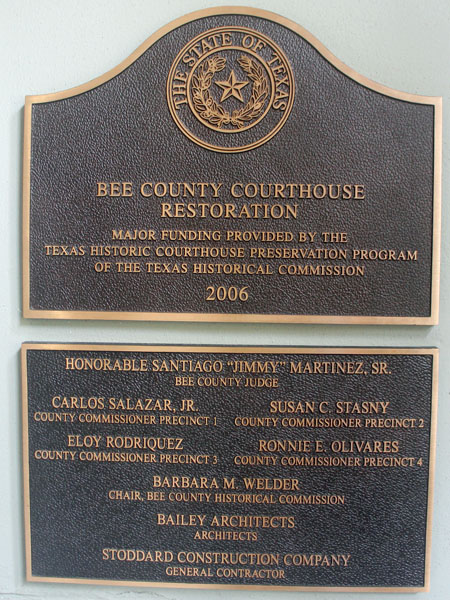 THE STATE OF TEXAS
BEE COUNTY COURTHOUSE
RESTORATION
MAJOR FUNDING PROVIDED BY THE
TEXAS HISTORIC COURTHOUSE PRESERVATION PROGRAM
OF THE TEXAS HISTORICAL COMMISSION
2006
HONORABLE SANTIAGO "JIMMY" MARTINEZ, SR.
BEE COUNTY JUDGE
CARLOS SALAZAR, JR.
COUNTY COMMISSIONER PRECINCT 1
SUSAN C. STASNY
COUNTY COMMISSIONER PRECINCT 2
ELOY RODRIQUEZ
COUNTY COMMISSIONER PRECINCT 3
RONNIE E. OLIVARES
COUNTY COMMISSIONER PRECINCT 4
BARBARA M. WELDER
CHAIR, BEE COUNTY HISTORICAL COMMISSION
BAILEY ARCHITECTS
ARCHITECTS
STODDARD CONSTRUCTION COMPANY
GENERAL CONTRACTOR